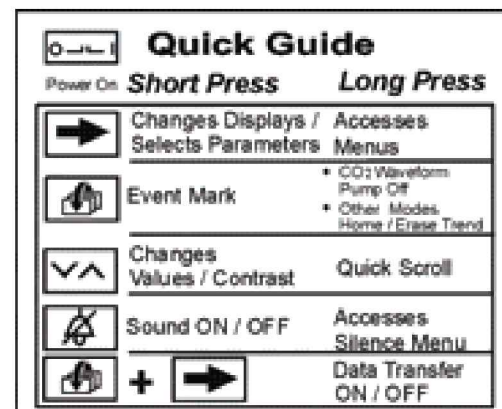 Quick Guide
Power On Short Press Long Press
Changes Displays / Accesses
Selects Parameters Menus
• CO2 Waveform
Pump Off
Event Mark
• Other Modes
Home / Erase Trend
Changes
Values / Contrast
Quick Scroll
Sound ON / OFF
Accesses
Silence Menu
+
Data Transfer
ON / OFF